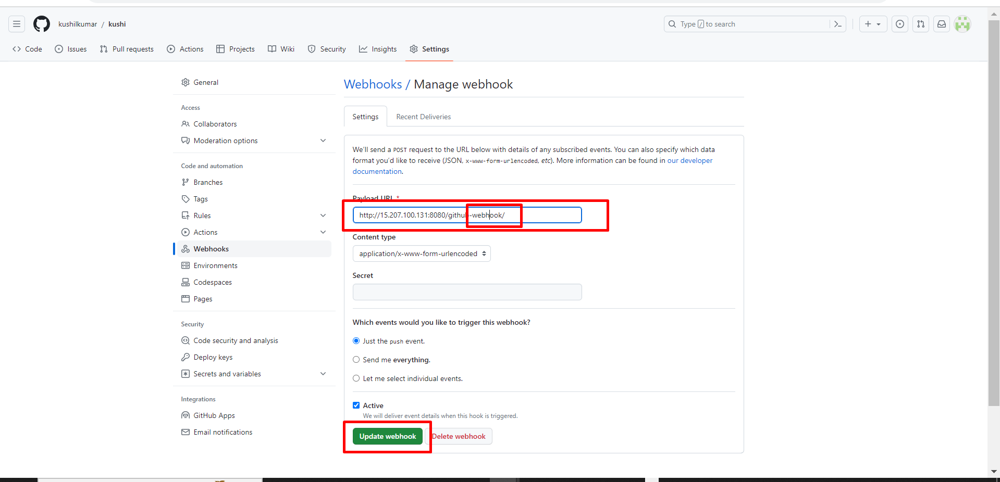 kushilkumar / kushi
Type / to search
Code Issues Pull requests Actions Projects Wiki Security Insights Settings
General
Access
Collaborators
Moderation options
Code and automation
Branches
Tags
Rules
Actions
Webhooks
Environments
Codespaces
Pages
Security
Code security and analysis
Deploy keys
Secrets and variables
Integrations
GitHub Apps
Email notifications
Webhooks / Manage webhook
Settings Recent Deliveries
We'll send a POST request to the URL below with details of any subscribed events. You can also specify which data
format you'd like to receive (JSON, x-www-form-urlencoded, etc). More information can be found in our developer
documentation.
Payload URL *
http://15.207.100.131:8080/github-webhook/
Content type
application/x-www-form-urlencoded
Secret
Which events would you like to trigger this webhook?
Just the push event.
Send me everything.
Let me select individual events.
Active
We will deliver event details when this hook is triggered.
Update webhook Delete webhook